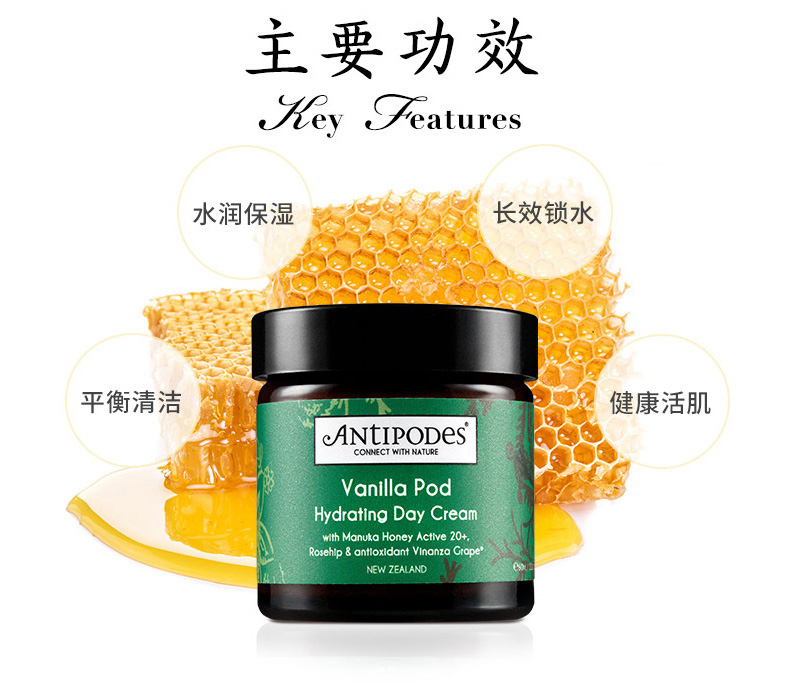 主要功效
Key Features
水润保湿
长效锁水
平衡清洁
健康活肌
ANTIPODES®
CONNECT WITH NATURE
Vanilla Pod
Hydrating Day Cream
with Manuka Honey Active 20+,
Rosehip & antioxidant Vinanza Grape®
NEW ZEALAND